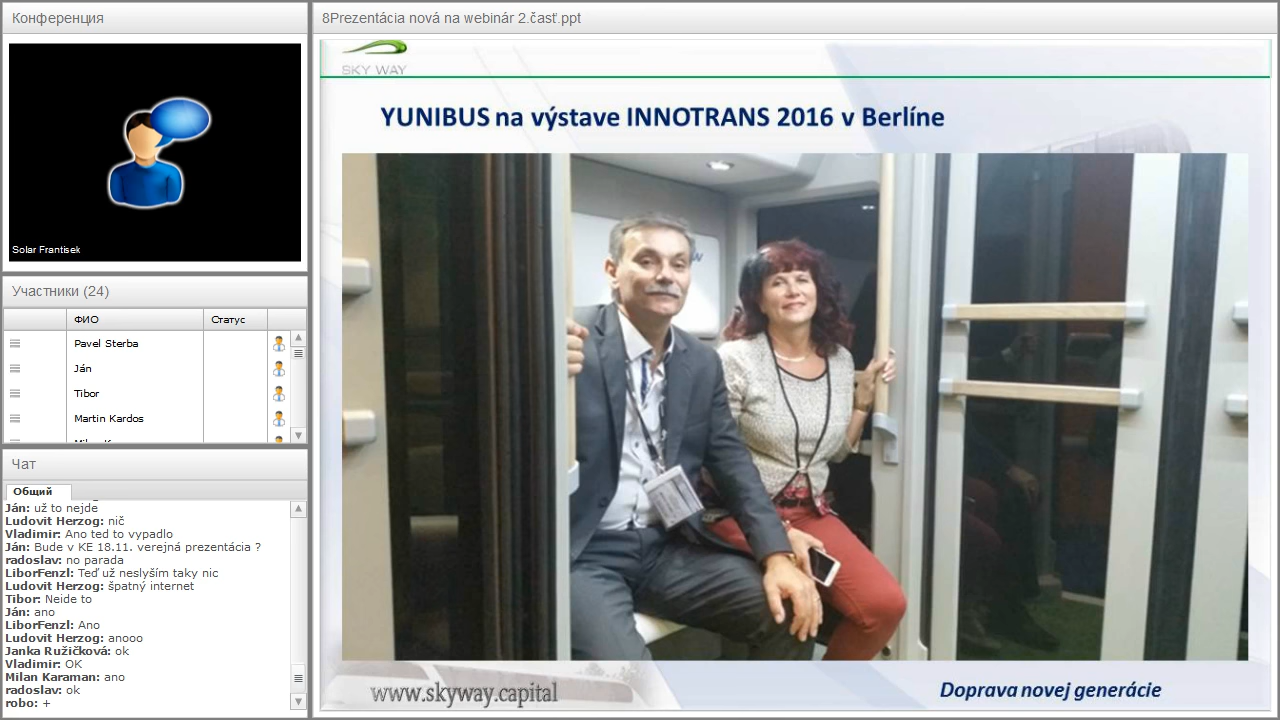 Конференция
Solar Frantisek
Участники (24)
ФИО
Статус
Pavel Sterba
Ján
Tibor
Martin Kardos
Чат
Общий
Ján: už to nejde
Ludovit Herzog: nič
Vladimir: Ano ted to vypadlo
Ján: Bude v KE 18.11. verejná prezentácia ?
radoslav: no parada
LiborFenzl: Teď už neslyším taky nic
Ludovit Herzog: špatný internet
Tibor: Nejde to
Ján: ano
LiborFenzl: Ano
Ludovit Herzog: anooo
Janka Ružičková: ok
Vladimir: OK
Milan Karaman: ano
radoslav: ok
robo: +
8Prezentácia nová na webinár 2.časť.ppt
SKY WAY
YUNIBUS na výstave INNOTRANS 2016 v Berlíne
www.skyway.capital
Doprava novej generácie